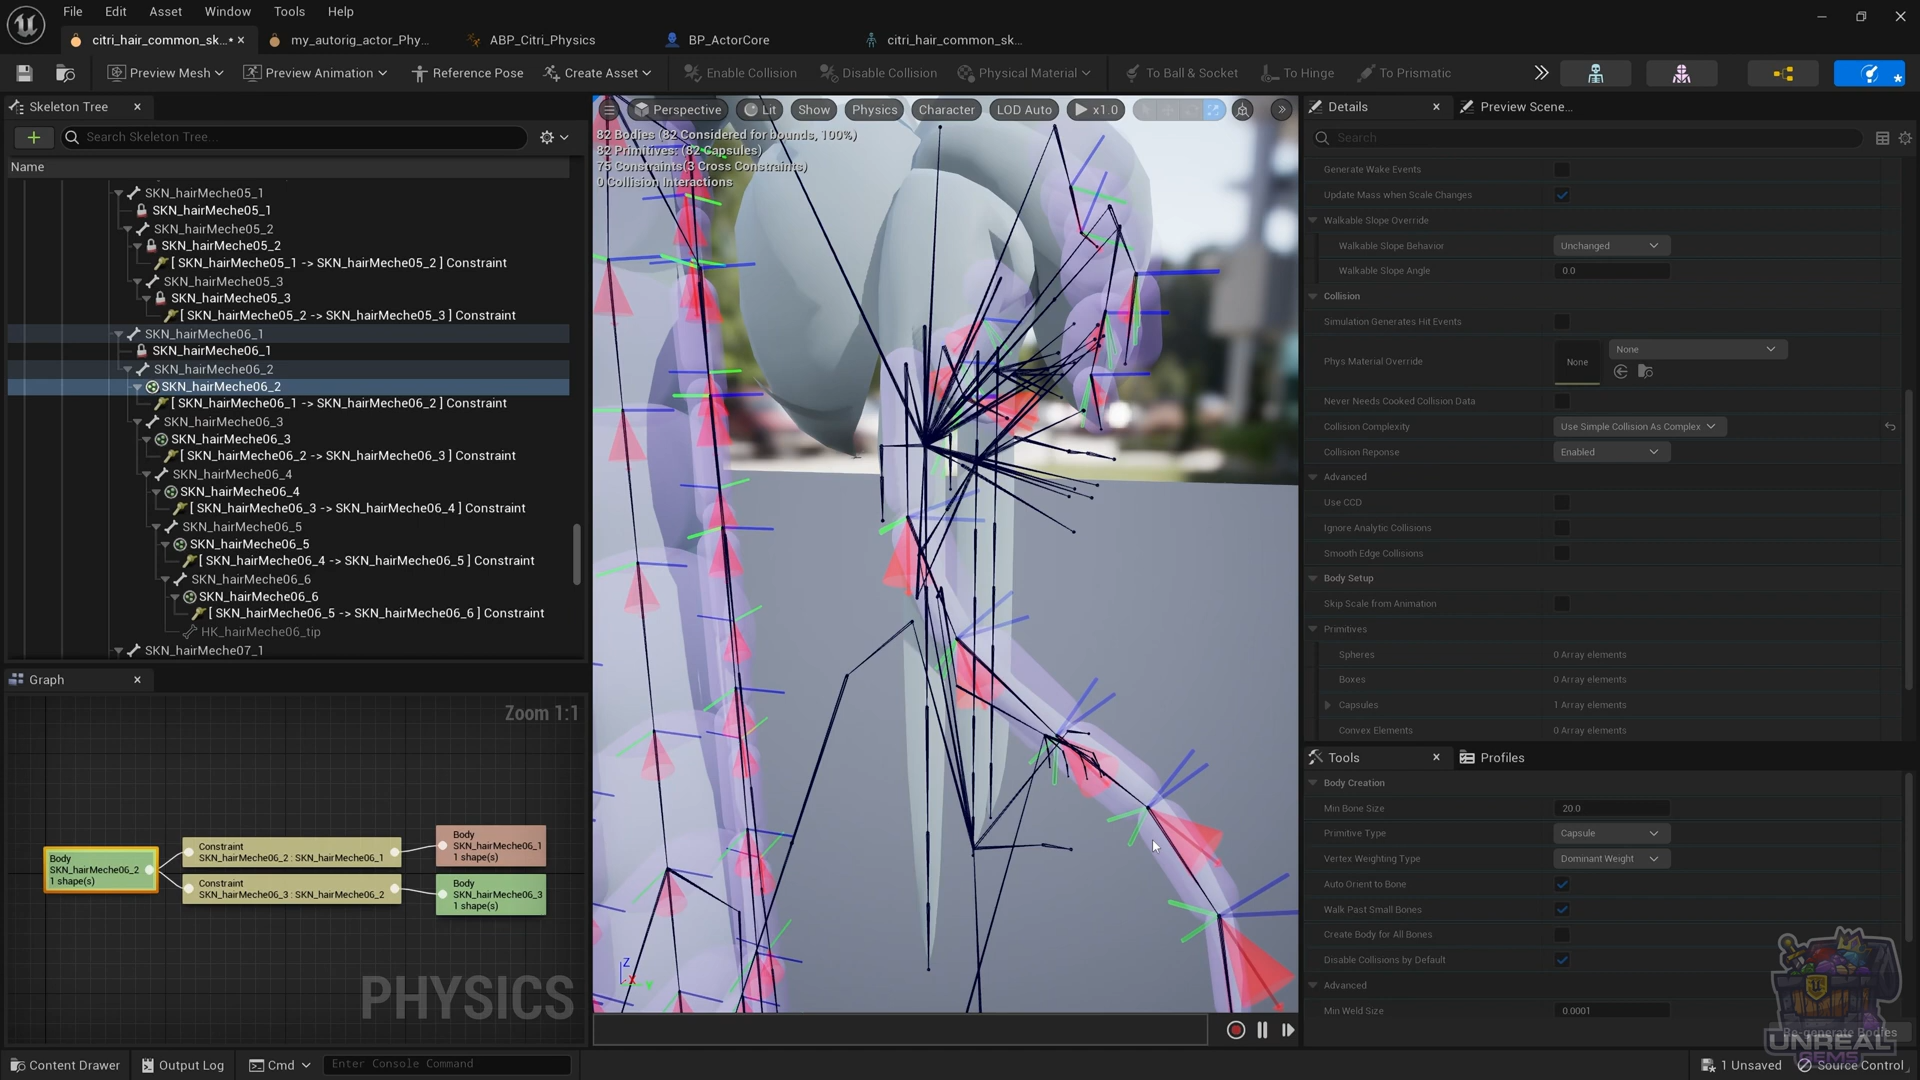 File Edit Asset Window Tools Help
citri_hair_common_sk...• my_autorig_actor_Phy... ABP_Citri_Physics BP_ActorCore citri_hair_common_sk...
Preview Mesh Preview Animation Reference Pose Create Asset Enable Collision Disable Collision Physical Material To Ball & Socket To Hinge To Prismatic
Skeleton Tree
Search Skeleton Tree...
Name
SKN_hairMeche05_1
SKN_hairMeche05_1
SKN_hairMeche05_2
SKN_hairMeche05_2
[ SKN_hairMeche05_1 -> SKN_hairMeche05_2 ] Constraint
SKN_hairMeche05_3
SKN_hairMeche05_3
[ SKN_hairMeche05_2 -> SKN_hairMeche05_3 ] Constraint
SKN_hairMeche06_1
SKN_hairMeche06_1
SKN_hairMeche06_2
SKN_hairMeche06_2
[ SKN_hairMeche06_1 -> SKN_hairMeche06_2 ] Constraint
SKN_hairMeche06_3
SKN_hairMeche06_3
[ SKN_hairMeche06_2 -> SKN_hairMeche06_3 ] Constraint
SKN_hairMeche06_4
SKN_hairMeche06_4
[ SKN_hairMeche06_3 -> SKN_hairMeche06_4 ] Constraint
SKN_hairMeche06_5
SKN_hairMeche06_5
[ SKN_hairMeche06_4 -> SKN_hairMeche06_5 ] Constraint
SKN_hairMeche06_6
SKN_hairMeche06_6
[ SKN_hairMeche06_5 -> SKN_hairMeche06_6 ] Constraint
HK_hairMeche06_tip
SKN_hairMeche07_1
Graph
Zoom 1:1
Body
SKN_hairMeche06_2
1 shape(s)
Constraint
SKN_hairMeche06_2 : SKN_hairMeche06_1
Constraint
SKN_hairMeche06_3 : SKN_hairMeche06_2
Body
SKN_hairMeche06_1
1 shape(s)
Body
SKN_hairMeche06_3
1 shape(s)
PHYSICS
Perspective Lit Show Physics Character LOD Auto x1.0
82 Bodies (82 Considered for bounds, 100%)
82 Primitives: (82 Capsules)
75 Constraints(3 Cross Constraints)
0 Collision Interactions
Z
X
Y
Details Preview Scene...
Search
Generate Wake Events
Update Mass when Scale Changes
Walkable Slope Override
Walkable Slope Behavior Unchanged
Walkable Slope Angle 0.0
Collision
Simulation Generates Hit Events
Phys Material Override None None
Never Needs Cooked Collision Data
Collision Complexity Use Simple Collision As Complex
Collision Reponse Enabled
Advanced
Use CCD
Ignore Analytic Collisions
Smooth Edge Collisions
Body Setup
Skip Scale from Animation
Primitives
Spheres 0 Array elements
Boxes 0 Array elements
Capsules 1 Array elements
Convex Elements 0 Array elements
Tools Profiles
Body Creation
Min Bone Size 20.0
Primitive Type Capsule
Vertex Weighting Type Dominant Weight
Auto Orient to Bone
Walk Past Small Bones
Create Body for All Bones
Disable Collisions by Default
Advanced
Min Weld Size 0.0001
Re-generate Bodies
UNREAL
GEMS
Content Drawer Output Log Cmd Enter Console Command 1 Unsaved Source Control